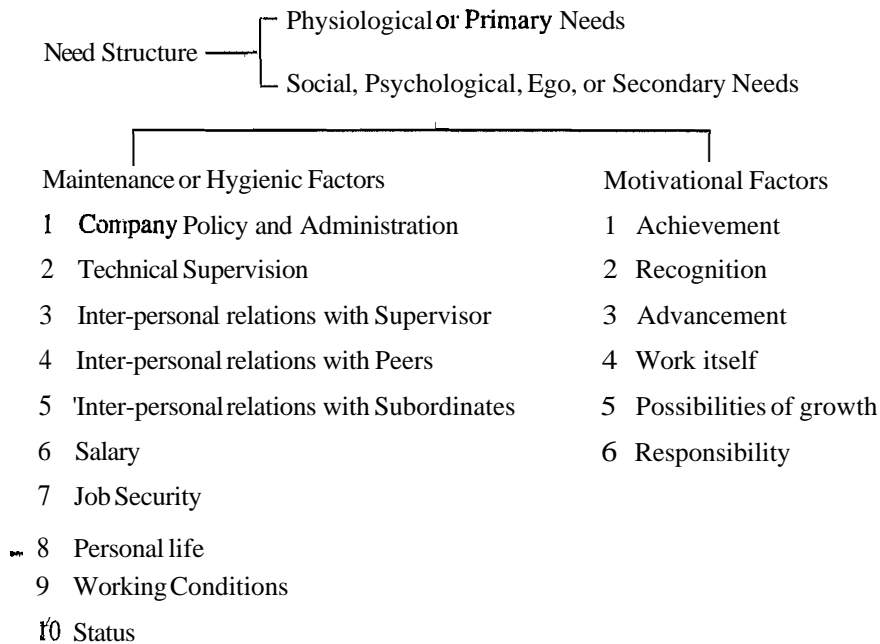 Physiological or Primary Needs
Need Structure
Social, Psychological, Ego, or Secondary Needs
Maintenance or Hygienic Factors
1 Company Policy and Administration
2 Technical Supervision
3 Inter-personal relations with Supervisor
4 Inter-personal relations with Peers
5 'Inter-personal relations with Subordinates
6 Salary
7 Job Security
8 Personal life
9 Working Conditions
10 Status
Motivational Factors
1 Achievement
2 Recognition
3 Advancement
4 Work itself
5 Possibilities of growth
6 Responsibility